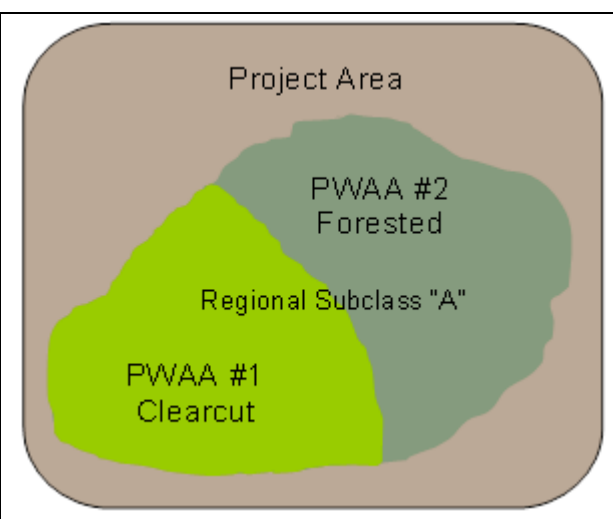 Project Area
PWAA #2
Forested
Regional Subclass "A"
PWAA #1
Clearcut